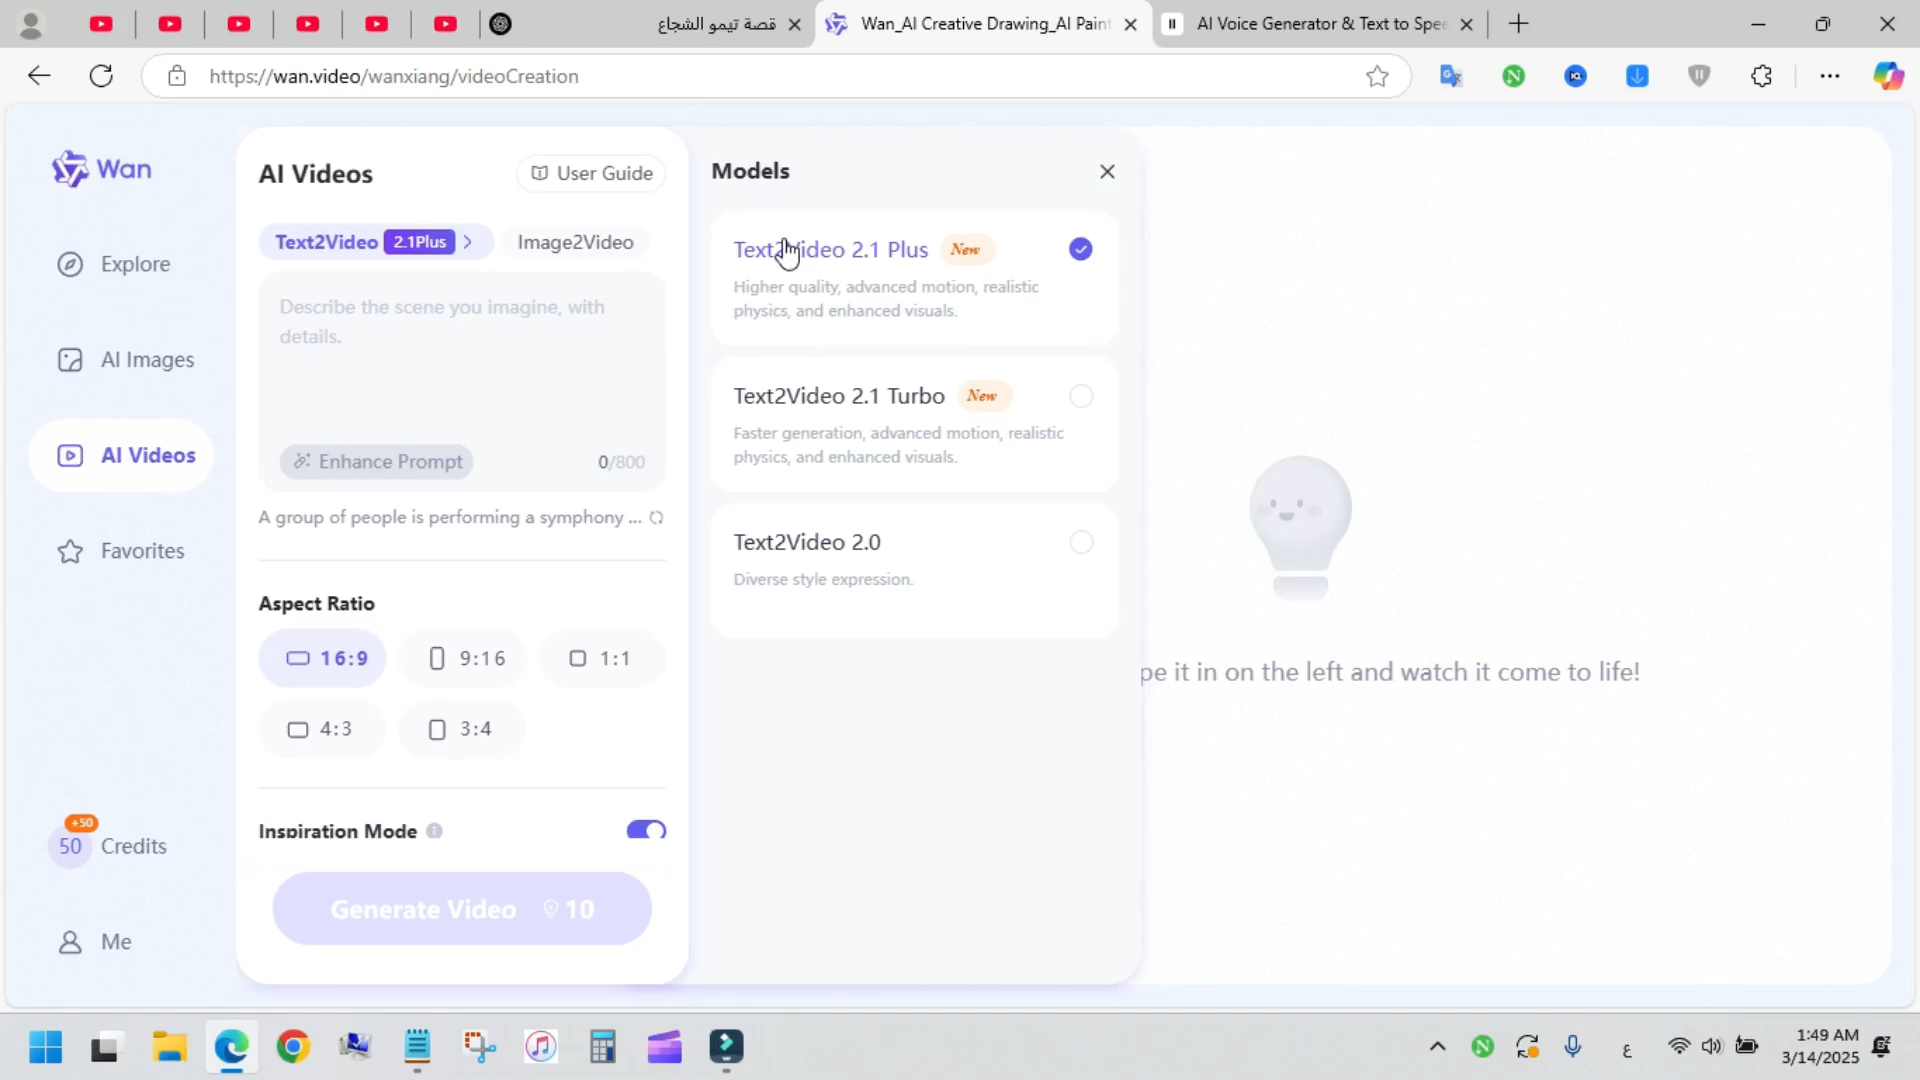 قصة تيمو الشجاع
Wan_AI Creative Drawing_AI Paint
AI Voice Generator & Text to Spee
https://wan.video/wanxiang/videoCreation
Wan
Explore
AI Images
AI Videos
Favorites
+50
50 Credits
Me
AI Videos
User Guide
Text2Video 2.1Plus
Image2Video
Describe the scene you imagine, with
details.
Enhance Prompt
0/800
A group of people is performing a symphony ...
Aspect Ratio
16:9
9:16
1:1
4:3
3:4
Inspiration Mode
Generate Video 10
Models
Text2Video 2.1 Plus New
Higher quality, advanced motion, realistic
physics, and enhanced visuals.
Text2Video 2.1 Turbo New
Faster generation, advanced motion, realistic
physics, and enhanced visuals.
Text2Video 2.0
Diverse style expression.
pe it in on the left and watch it come to life!
ع
1:49 AM
3/14/2025